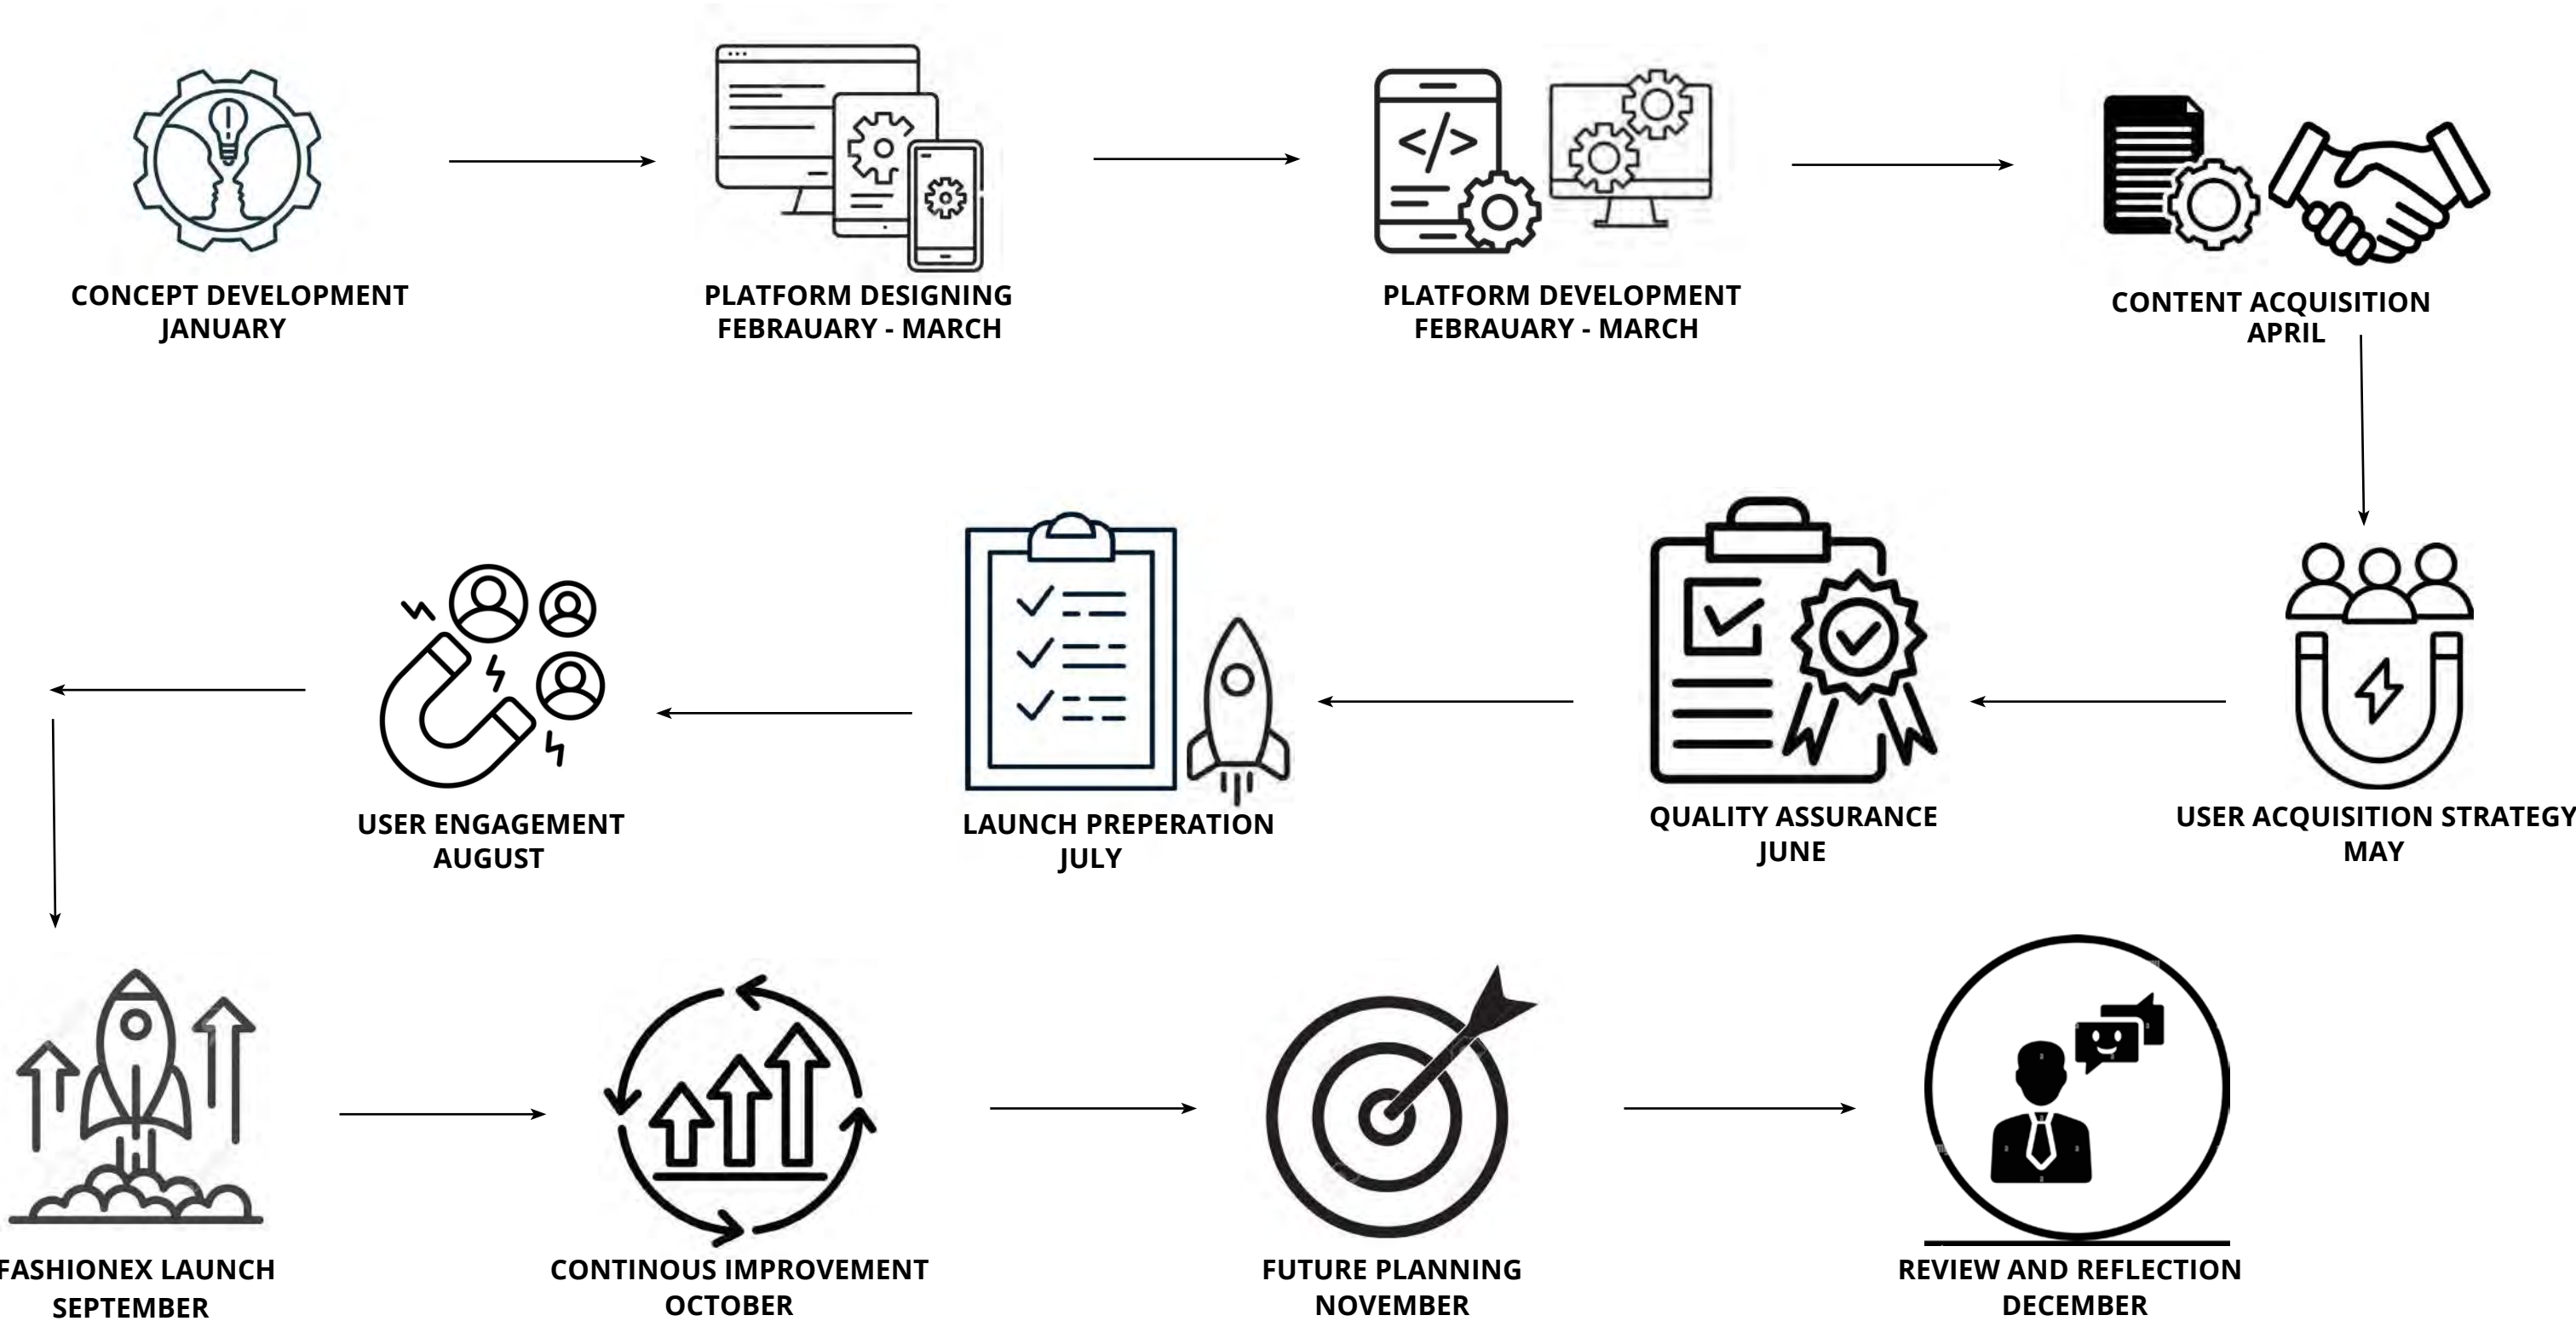 CONCEPT DEVELOPMENT
JANUARY
PLATFORM DESIGNING
FEBRAUARY - MARCH
PLATFORM DEVELOPMENT
FEBRAUARY - MARCH
CONTENT ACQUISITION
APRIL
USER ACQUISITION STRATEGY
MAY
QUALITY ASSURANCE
JUNE
LAUNCH PREPERATION
JULY
USER ENGAGEMENT
AUGUST
FASHIONEX LAUNCH
SEPTEMBER
CONTINOUS IMPROVEMENT
OCTOBER
FUTURE PLANNING
NOVEMBER
REVIEW AND REFLECTION
DECEMBER